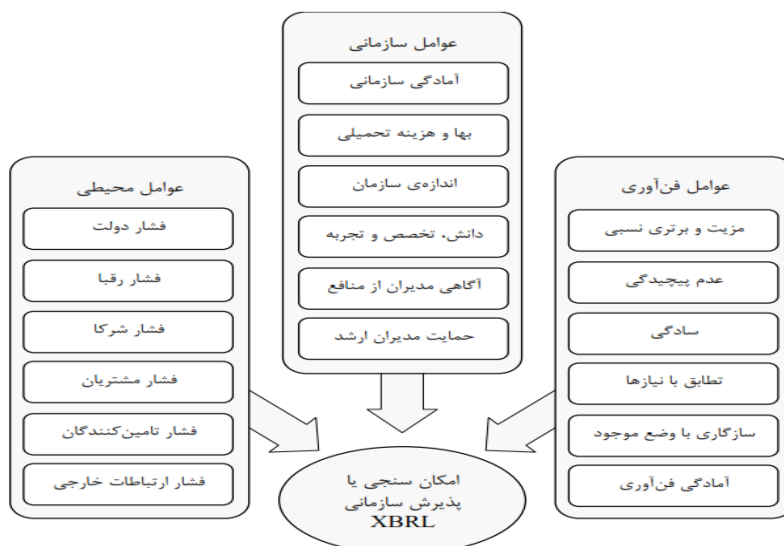 عوامل سازمانی
آمادگی سازمانی
بها و هزینه تحمیلی
اندازه‌ی سازمان
دانش، تخصص و تجربه
آگاهی مدیران از منافع
حمایت مدیران ارشد
عوامل فن‌آوری
مزیت و برتری نسبی
عدم پیچیدگی
سادگی
تطابق با نیازها
سازگاری با وضع موجود
آمادگی فن‌آوری
عوامل محیطی
فشار دولت
فشار رقبا
فشار شرکا
فشار مشتریان
فشار تامین‌کنندگان
فشار ارتباطات خارجی
امکان سنجی یا
پذیرش سازمانی
XBRL